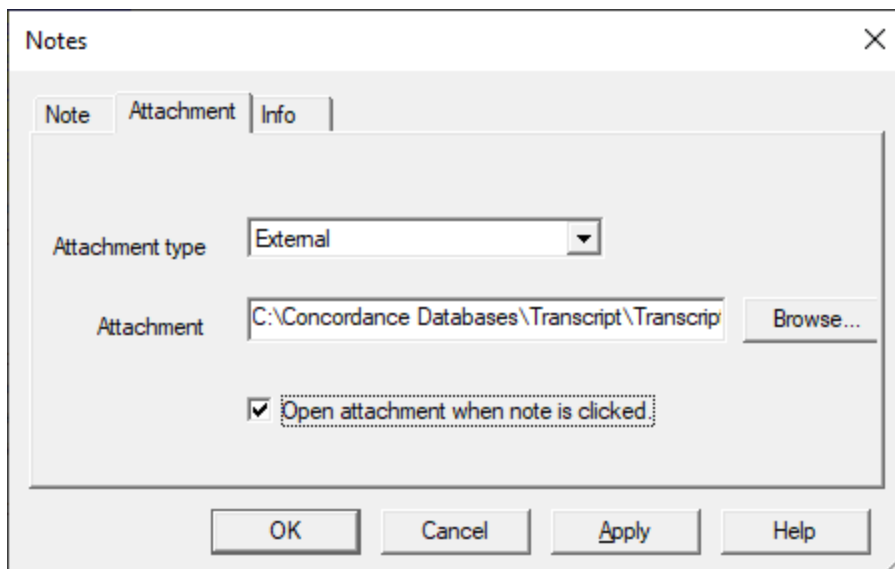 Notes
Note Attachment Info
Attachment type External
Attachment C:\Concordance Databases\Transcript\Transcrip Browse...
Open attachment when note is clicked.
OK Cancel Apply Help